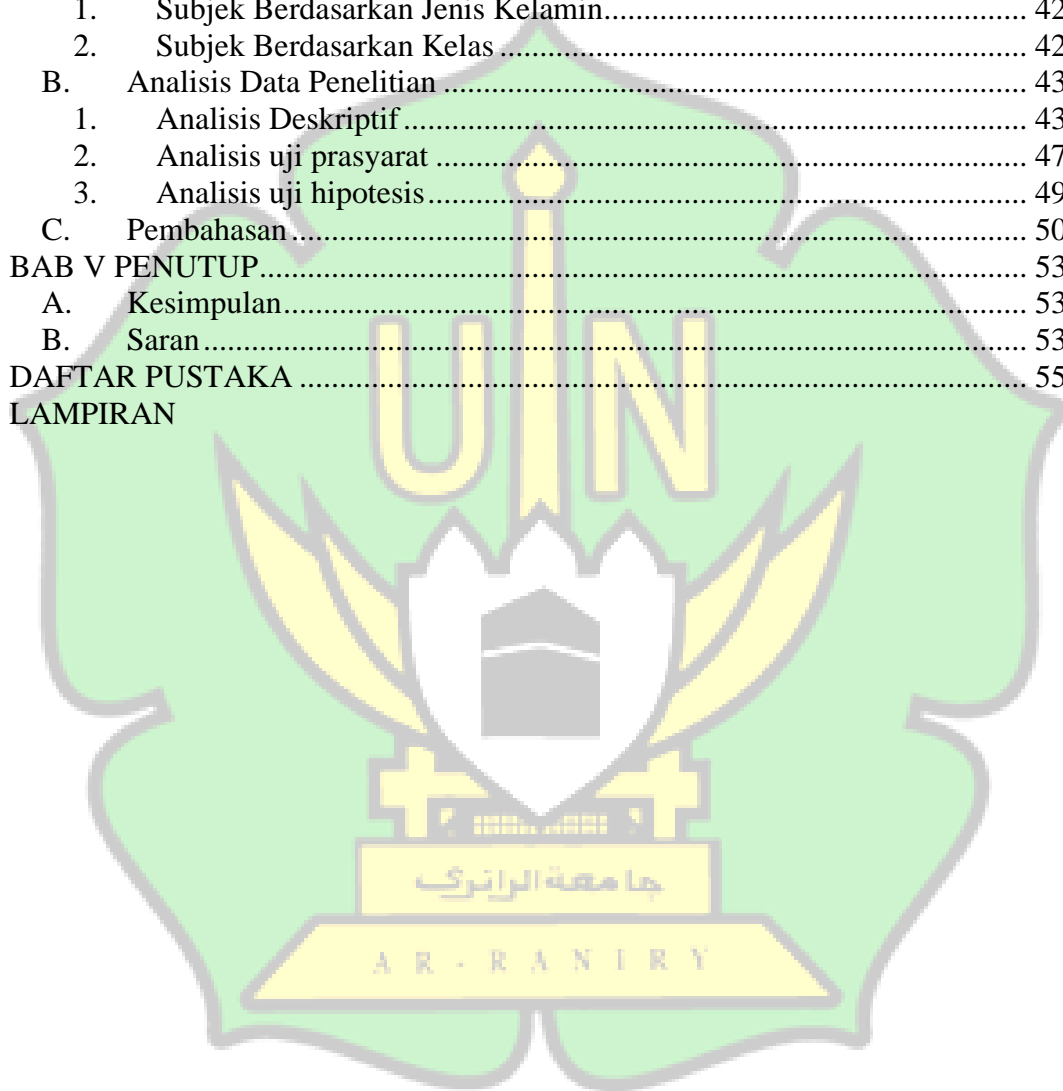 1. Subjek Berdasarkan Jenis Kelamin.................................................... 42
2. Subjek Berdasarkan Kelas.................................................................. 42
B. Analisis Data Penelitian......................................................................... 43
1. Analisis Deskriptif.............................................................................. 43
2. Analisis uji prasyarat.......................................................................... 47
3. Analisis uji hipotesis........................................................................... 49
C. Pembahasan............................................................................................ 50
BAB V PENUTUP................................................................................................ 53
A. Kesimpulan............................................................................................. 53
B. Saran....................................................................................................... 53
DAFTAR PUSTAKA........................................................................................... 55
LAMPIRAN
UIN
جامعة الرانيري
AR-RANIRY